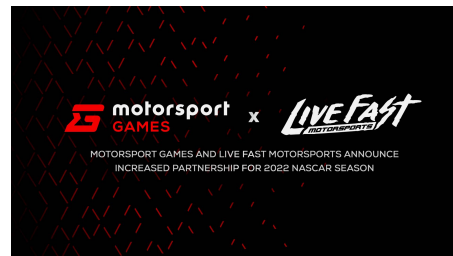 motorsport
GAMES
x
LIVE FAST
MOTORSPORTS
MOTORSPORT GAMES AND LIVE FAST MOTORSPORTS ANNOUNCE
INCREASED PARTNERSHIP FOR 2022 NASCAR SEASON